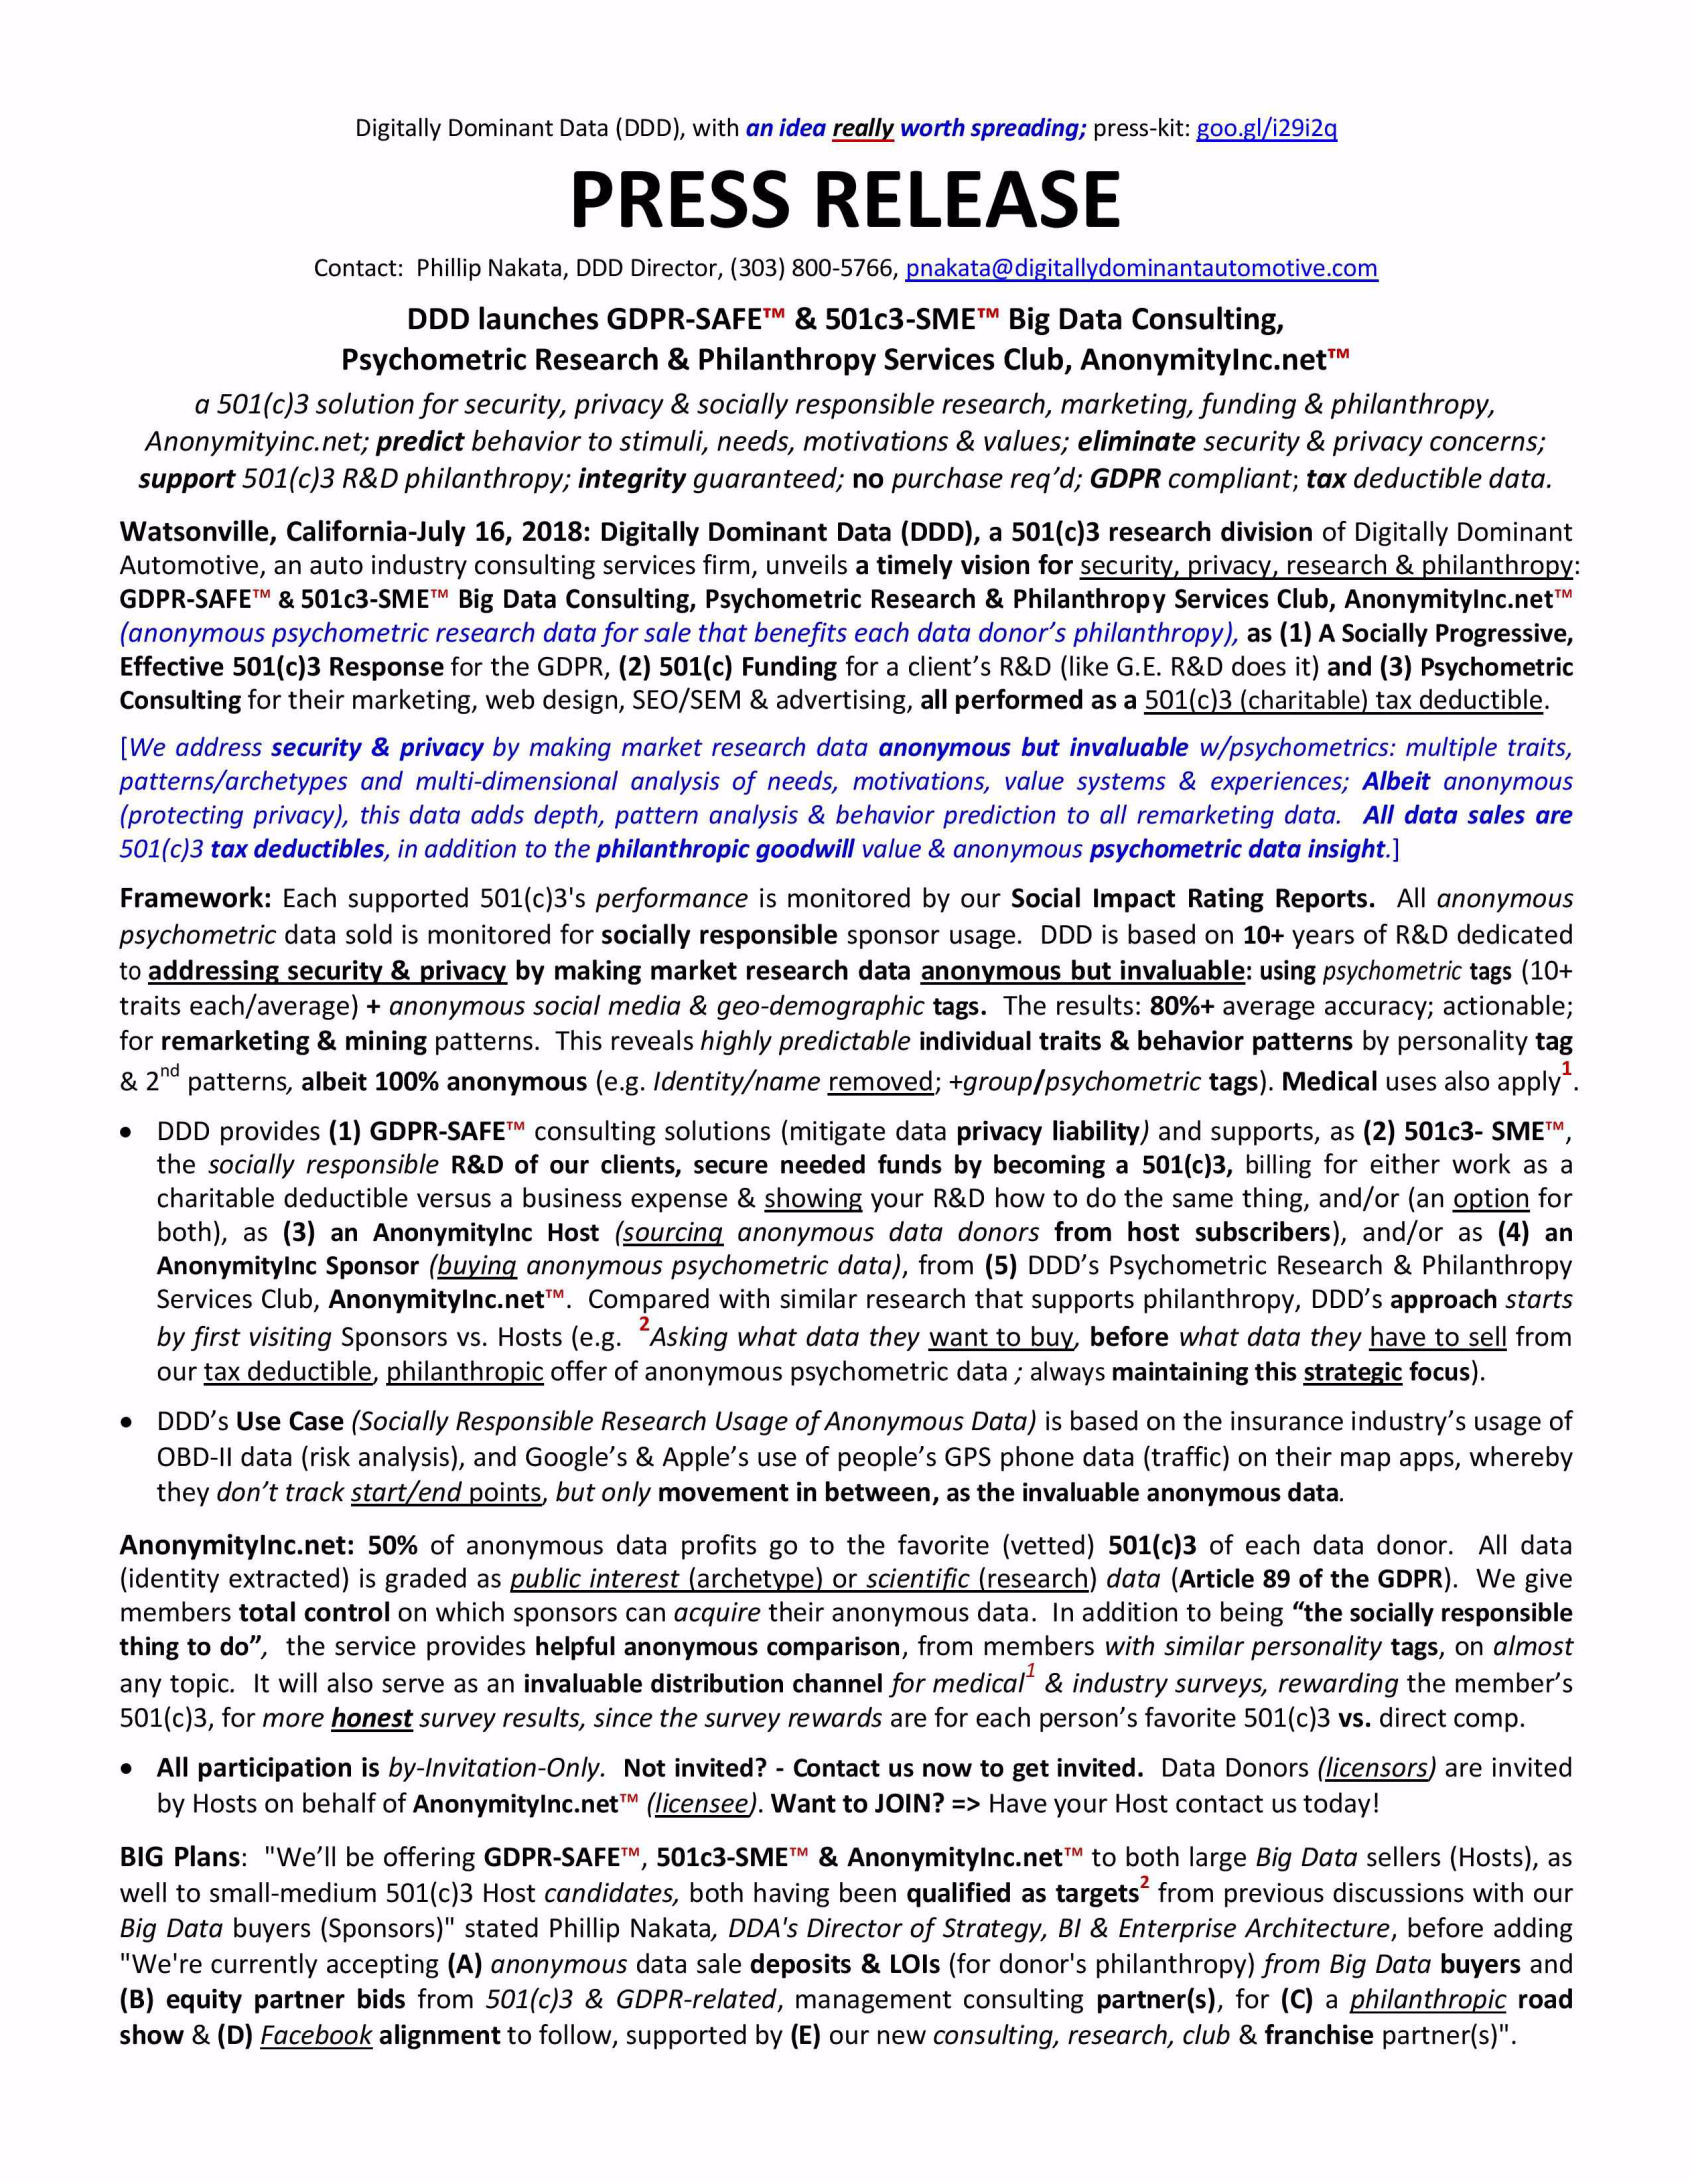 Digitally Dominant Data (DDD), with an idea really worth spreading; press-kit: goo.gl/i29i2q
PRESS RELEASE
Contact:  Phillip Nakata, DDD Director, (303) 800-5766, pnakata@digitallydominantautomotive.com
DDD launches GDPR-SAFE™ & 501c3-SME™ Big Data Consulting,
Psychometric Research & Philanthropy Services Club, AnonymityInc.net™
a 501(c)3 solution for security, privacy & socially responsible research, marketing, funding & philanthropy,
Anonymityinc.net; predict behavior to stimuli, needs, motivations & values; eliminate security & privacy concerns;
support 501(c)3 R&D philanthropy; integrity guaranteed; no purchase req'd; GDPR compliant; tax deductible data.
Watsonville, California-July 16, 2018: Digitally Dominant Data (DDD), a 501(c)3 research division of Digitally Dominant
Automotive, an auto industry consulting services firm, unveils a timely vision for security, privacy, research & philanthropy:
GDPR-SAFE™ & 501c3-SME™ Big Data Consulting, Psychometric Research & Philanthropy Services Club, AnonymityInc.net™
(anonymous psychometric research data for sale that benefits each data donor's philanthropy), as (1) A Socially Progressive,
Effective 501(c)3 Response for the GDPR, (2) 501(c) Funding for a client's R&D (like G.E. R&D does it) and (3) Psychometric
Consulting for their marketing, web design, SEO/SEM & advertising, all performed as a 501(c)3 (charitable) tax deductible.
[We address security & privacy by making market research data anonymous but invaluable w/psychometrics: multiple traits,
patterns/archetypes and multi-dimensional analysis of needs, motivations, value systems & experiences; Albeit anonymous
(protecting privacy), this data adds depth, pattern analysis & behavior prediction to all remarketing data.  All data sales are
501(c)3 tax deductibles, in addition to the philanthropic goodwill value & anonymous psychometric data insight.]
Framework: Each supported 501(c)3's performance is monitored by our Social Impact Rating Reports.  All anonymous
psychometric data sold is monitored for socially responsible sponsor usage.  DDD is based on 10+ years of R&D dedicated
to addressing security & privacy by making market research data anonymous but invaluable: using psychometric tags (10+
traits each/average) + anonymous social media & geo-demographic tags.  The results: 80%+ average accuracy; actionable;
for remarketing & mining patterns.  This reveals highly predictable individual traits & behavior patterns by personality tag
& 2nd patterns, albeit 100% anonymous (e.g. Identity/name removed; +group/psychometric tags). Medical uses also apply1.
• DDD provides (1) GDPR-SAFE™ consulting solutions (mitigate data privacy liability) and supports, as (2) 501c3- SME™,
the socially responsible R&D of our clients, secure needed funds by becoming a 501(c)3, billing for either work as a
charitable deductible versus a business expense & showing your R&D how to do the same thing, and/or (an option for
both), as (3) an AnonymityInc Host (sourcing anonymous data donors from host subscribers), and/or as (4) an
AnonymityInc Sponsor (buying anonymous psychometric data), from (5) DDD's Psychometric Research & Philanthropy
Services Club, AnonymityInc.net™.  Compared with similar research that supports philanthropy, DDD's approach starts
by first visiting Sponsors vs. Hosts (e.g.  2Asking what data they want to buy, before what data they have to sell from
our tax deductible, philanthropic offer of anonymous psychometric data ; always maintaining this strategic focus).
• DDD's Use Case (Socially Responsible Research Usage of Anonymous Data) is based on the insurance industry's usage of
OBD-II data (risk analysis), and Google's & Apple's use of people's GPS phone data (traffic) on their map apps, whereby
they don't track start/end points, but only movement in between, as the invaluable anonymous data.
AnonymityInc.net: 50% of anonymous data profits go to the favorite (vetted) 501(c)3 of each data donor.  All data
(identity extracted) is graded as public interest (archetype) or scientific (research) data (Article 89 of the GDPR).  We give
members total control on which sponsors can acquire their anonymous data.  In addition to being "the socially responsible
thing to do",  the service provides helpful anonymous comparison, from members with similar personality tags, on almost
any topic.  It will also serve as an invaluable distribution channel for medical1 & industry surveys, rewarding the member's
501(c)3, for more honest survey results, since the survey rewards are for each person's favorite 501(c)3 vs. direct comp.
• All participation is by-Invitation-Only.  Not invited? - Contact us now to get invited.  Data Donors (licensors) are invited
by Hosts on behalf of AnonymityInc.net™ (licensee). Want to JOIN? => Have your Host contact us today!
BIG Plans:  "We'll be offering GDPR-SAFE™, 501c3-SME™ & AnonymityInc.net™ to both large Big Data sellers (Hosts), as
well to small-medium 501(c)3 Host candidates, both having been qualified as targets2 from previous discussions with our
Big Data buyers (Sponsors)" stated Phillip Nakata, DDA's Director of Strategy, BI & Enterprise Architecture, before adding
"We're currently accepting (A) anonymous data sale deposits & LOIs (for donor's philanthropy) from Big Data buyers and
(B) equity partner bids from 501(c)3 & GDPR-related, management consulting partner(s), for (C) a philanthropic road
show & (D) Facebook alignment to follow, supported by (E) our new consulting, research, club & franchise partner(s)".